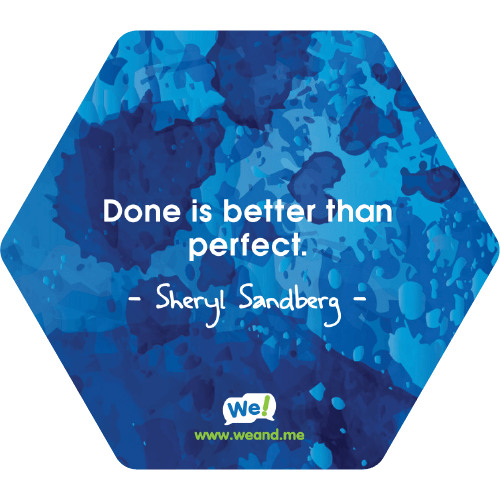 Done is better than
perfect.
- Sheryl Sandberg -
We!
www.weand.me